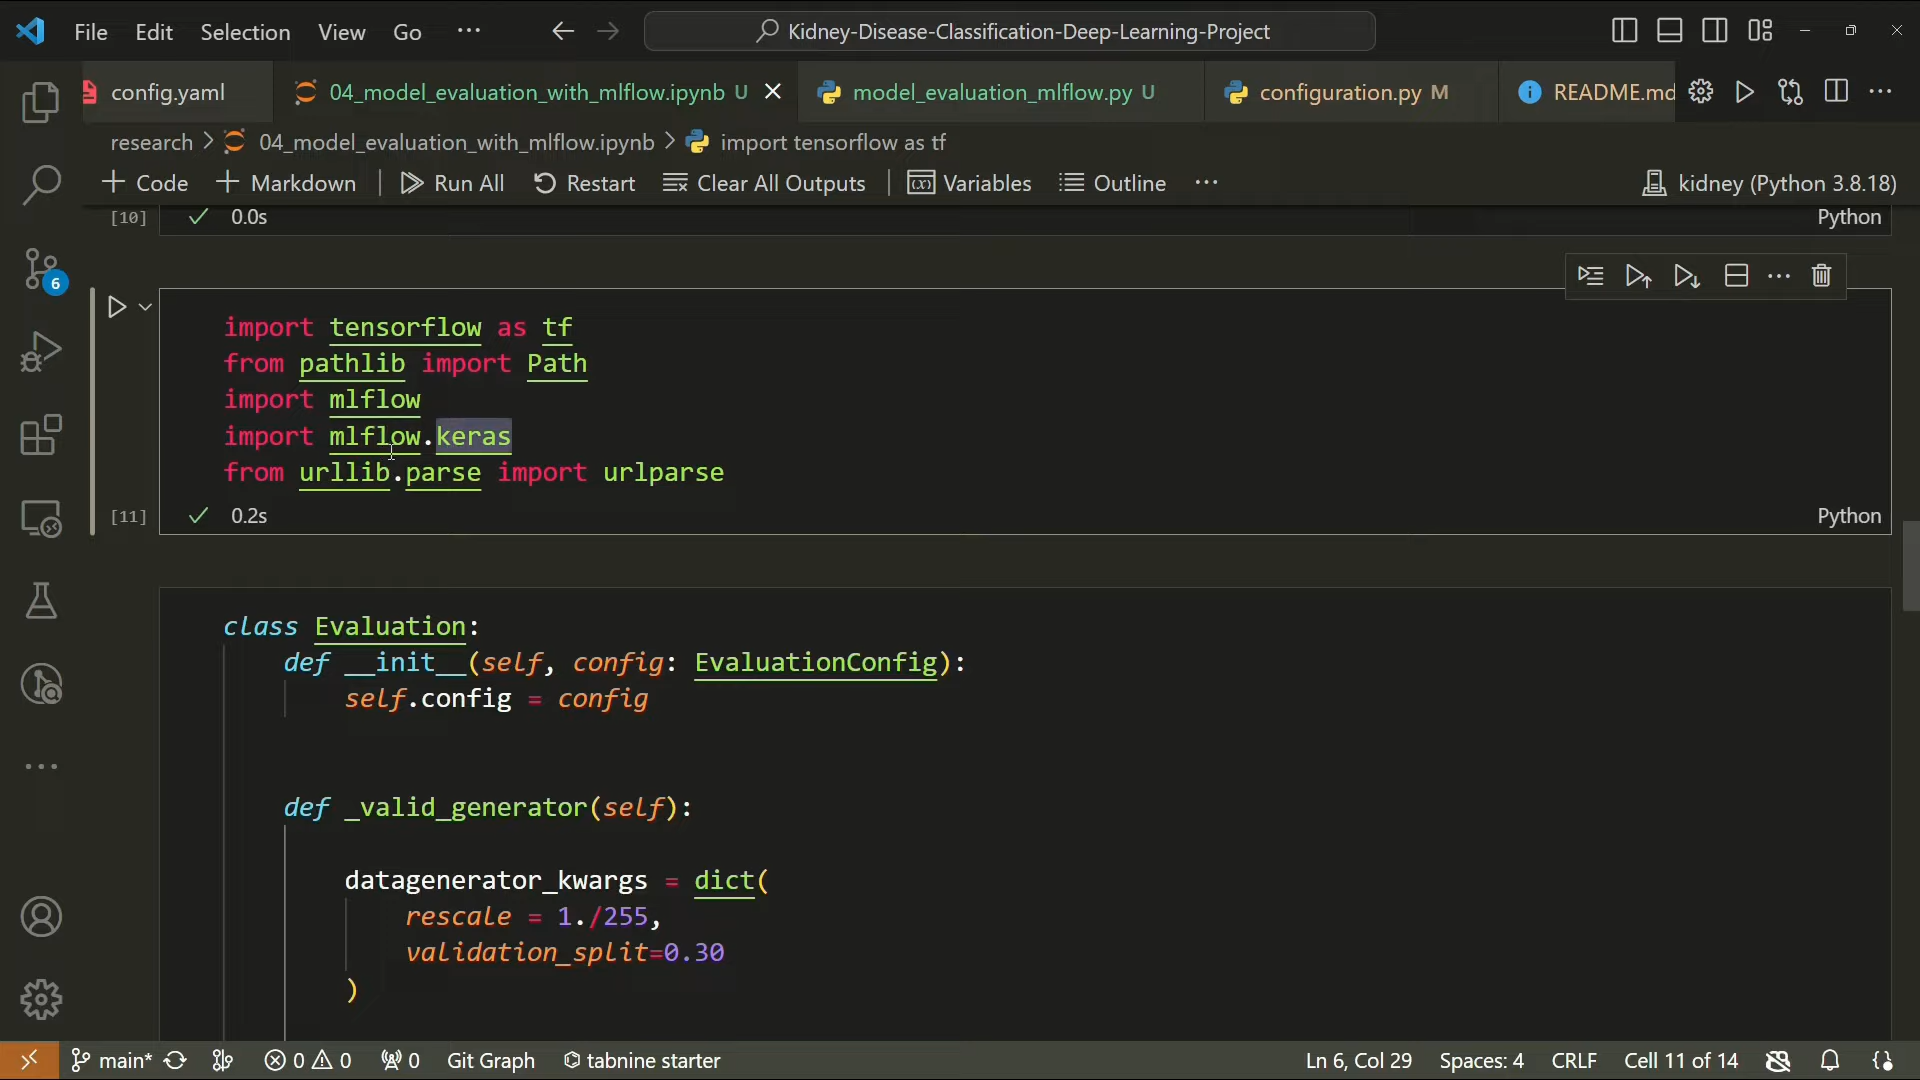 File Edit Selection View Go ··· Kidney-Disease-Classification-Deep-Learning-Project
config.yaml 04_model_evaluation_with_mlflow.ipynb U model_evaluation_mlflow.py U configuration.py M README.md
research > 04_model_evaluation_with_mlflow.ipynb > import tensorflow as tf
+ Code + Markdown | Run All Restart Clear All Outputs | Variables Outline ··· kidney (Python 3.8.18)
[10] ✓ 0.0s Python
6
import tensorflow as tf
from pathlib import Path
import mlflow
import mlflow.keras
from urllib.parse import urlparse
[11] ✓ 0.2s Python
class Evaluation:
def __init__(self, config: EvaluationConfig):
self.config = config
def _valid_generator(self):
datagenerator_kwargs = dict(
rescale = 1./255,
validation_split=0.30
)
main* 0 0 0 Git Graph tabnine starter Ln 6, Col 29 Spaces: 4 CRLF Cell 11 of 14